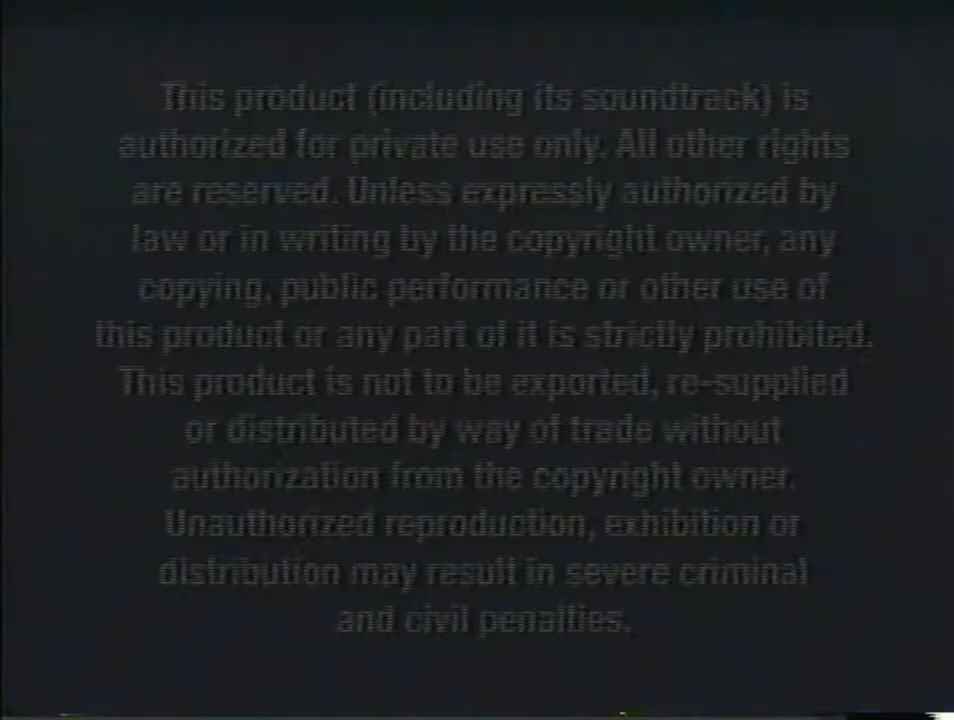 This product (including its soundtrack) is
authorized for private use only. All other rights
are reserved. Unless expressly authorized by
law or in writing by the copyright owner, any
copying, public performance or other use of
this product or any part of it is strictly prohibited.
This product is not to be exported, re-supplied
or distributed by way of trade without
authorization from the copyright owner.
Unauthorized reproduction, exhibition or
distribution may result in severe criminal
and civil penalties.